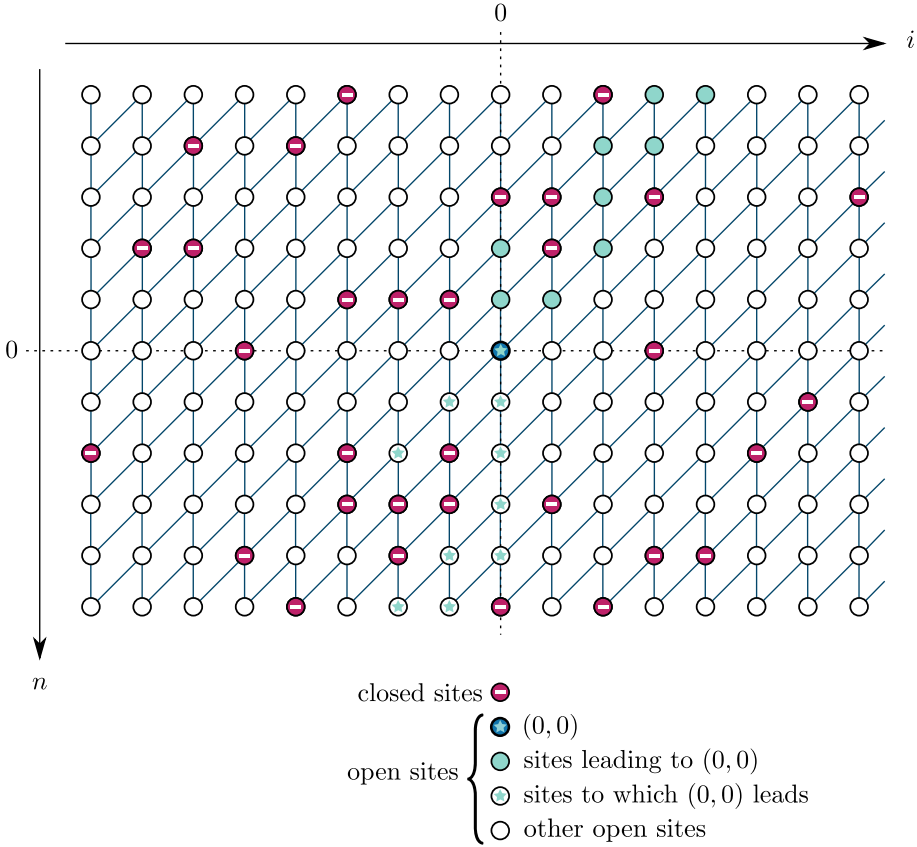 0
i
0
n
closed sites
(0, 0)
sites leading to (0, 0)
open sites
sites to which (0, 0) leads
other open sites